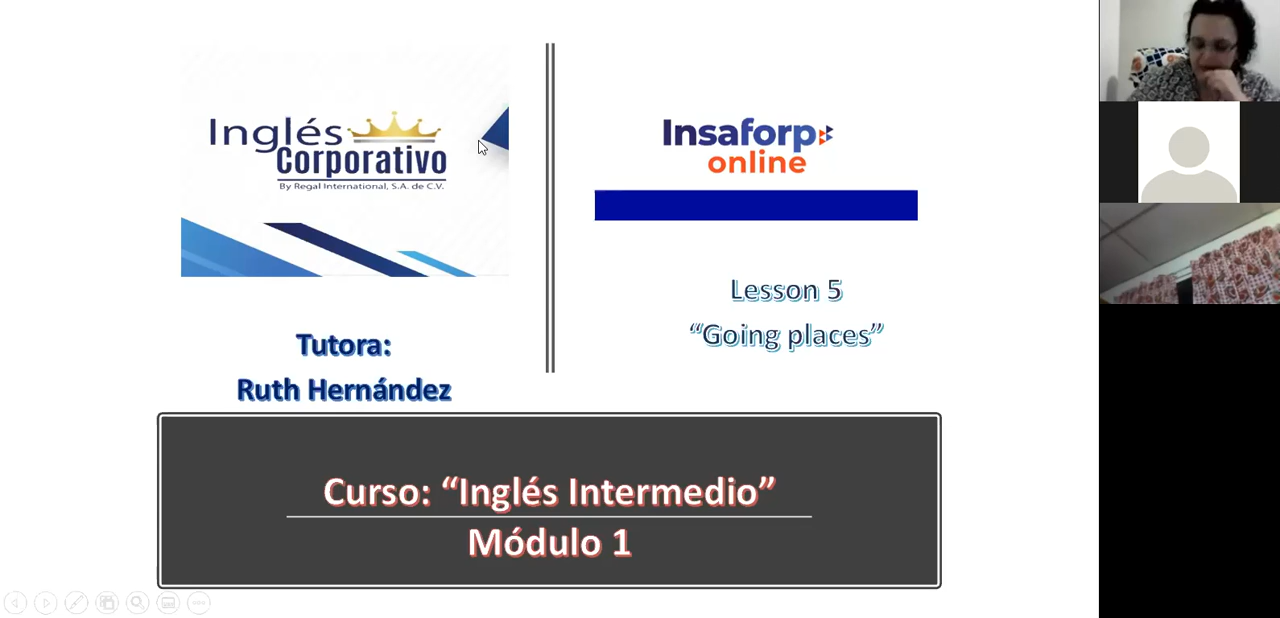 Inglés
Corporativo
By Regal International, S.A. de C.V.
Insaforp
online
Lesson 5
“Going places”
Tutora:
Ruth Hernández
Curso: “Inglés Intermedio”
Módulo 1